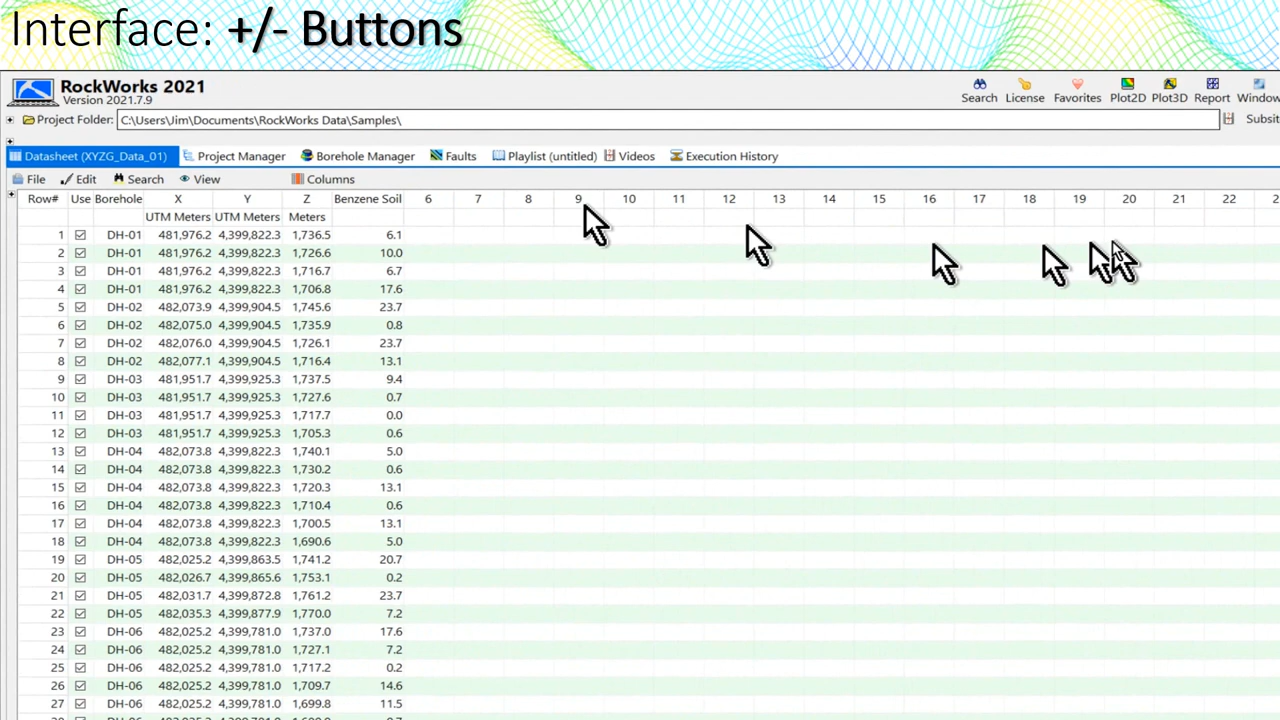 Interface: +/- Buttons
RockWorks 2021
Version 2021.7.9
Search License Favorites Plot2D Plot3D Report Window
Project Folder: C:\Users\Jim\Documents\RockWorks Data\Samples\ Subsit
Datasheet (XYZG_Data_01) Project Manager Borehole Manager Faults Playlist (untitled) Videos Execution History
File Edit Search View Columns
Row# Use Borehole X Y Z Benzene Soil 6 7 8 9 10 11 12 13 14 15 16 17 18 19 20 21 22
UTM Meters UTM Meters Meters
1 DH-01 481,976.2 4,399,822.3 1,736.5 6.1
2 DH-01 481,976.2 4,399,822.3 1,726.6 10.0
3 DH-01 481,976.2 4,399,822.3 1,716.7 6.7
4 DH-01 481,976.2 4,399,822.3 1,706.8 17.6
5 DH-02 482,073.9 4,399,904.5 1,745.6 23.7
6 DH-02 482,075.0 4,399,904.5 1,735.9 0.8
7 DH-02 482,076.0 4,399,904.5 1,726.1 23.7
8 DH-02 482,077.1 4,399,904.5 1,716.4 13.1
9 DH-03 481,951.7 4,399,925.3 1,737.5 9.4
10 DH-03 481,951.7 4,399,925.3 1,727.6 0.7
11 DH-03 481,951.7 4,399,925.3 1,717.7 0.0
12 DH-03 481,951.7 4,399,925.3 1,705.3 0.6
13 DH-04 482,073.8 4,399,822.3 1,740.1 5.0
14 DH-04 482,073.8 4,399,822.3 1,730.2 0.6
15 DH-04 482,073.8 4,399,822.3 1,720.3 13.1
16 DH-04 482,073.8 4,399,822.3 1,710.4 0.6
17 DH-04 482,073.8 4,399,822.3 1,700.5 13.1
18 DH-04 482,073.8 4,399,822.3 1,690.6 5.0
19 DH-05 482,025.2 4,399,863.5 1,741.2 20.7
20 DH-05 482,026.7 4,399,865.6 1,753.1 0.2
21 DH-05 482,031.7 4,399,872.8 1,761.2 23.7
22 DH-05 482,035.3 4,399,877.9 1,770.0 7.2
23 DH-06 482,025.2 4,399,781.0 1,737.0 17.6
24 DH-06 482,025.2 4,399,781.0 1,727.1 7.2
25 DH-06 482,025.2 4,399,781.0 1,717.2 0.2
26 DH-06 482,025.2 4,399,781.0 1,709.7 14.6
27 DH-06 482,025.2 4,399,781.0 1,699.8 11.5